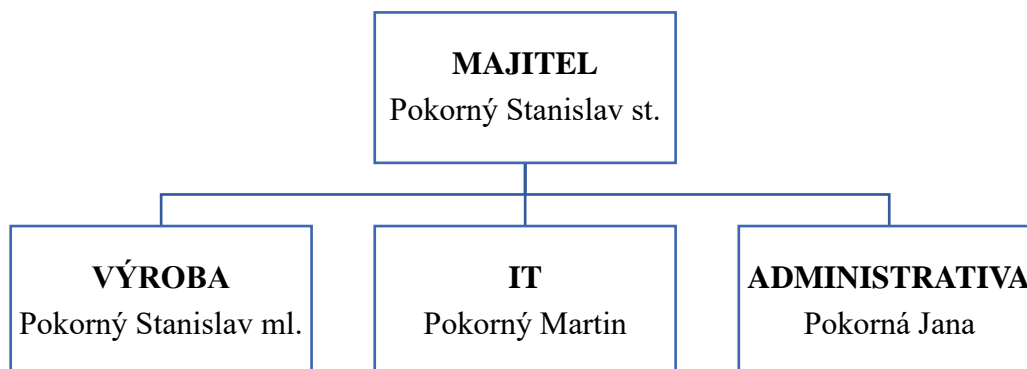 MAJITEL
Pokorný Stanislav st.
VÝROBA
Pokorný Stanislav ml.
IT
Pokorný Martin
ADMINISTRATIVA
Pokorná Jana